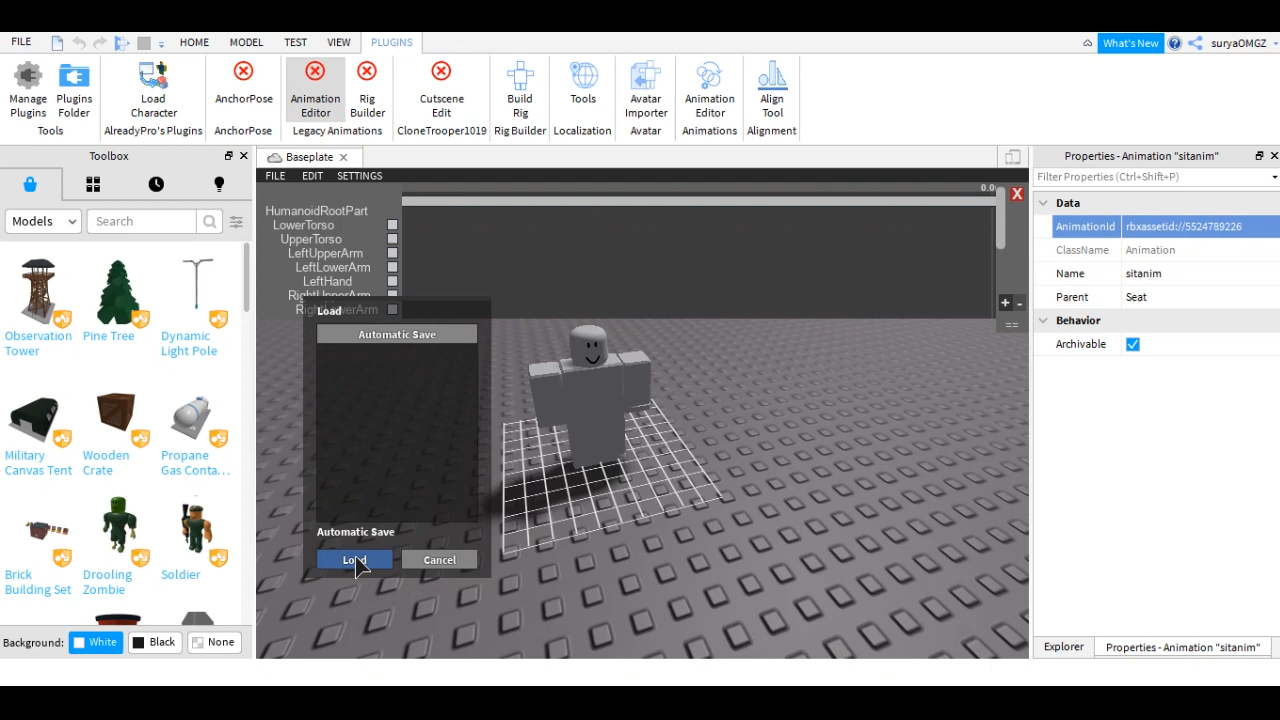 FILE HOME MODEL TEST VIEW PLUGINS What's New suryaOMGZ
Manage Plugins
Plugins Folder
Tools
Load Character
AlreadyPro's Plugins
AnchorPose
AnchorPose
Animation Editor
Rig Builder
Legacy Animations
Cutscene Edit
CloneTrooper1019
Build Rig
Rig Builder
Tools
Localization
Avatar Importer
Avatar
Animation Editor
Animations
Align Tool
Alignment
Toolbox
Models
Search
Observation Tower
Pine Tree
Dynamic Light Pole
Military Canvas Tent
Wooden Crate
Propane Gas Conta...
Brick Building Set
Drooling Zombie
Soldier
Background: White Black None
Baseplate
FILE EDIT SETTINGS
0.0
X
HumanoidRootPart
LowerTorso
UpperTorso
LeftUpperArm
LeftLowerArm
LeftHand
RightUpperArm
RightLowerArm
+ -
==
Load
Automatic Save
Automatic Save
Load Cancel
Properties - Animation "sitanim"
Filter Properties (Ctrl+Shift+P)
Data
AnimationId rbxassetid://5524789226
ClassName Animation
Name sitanim
Parent Seat
Behavior
Archivable
Explorer Properties - Animation "sitanim"